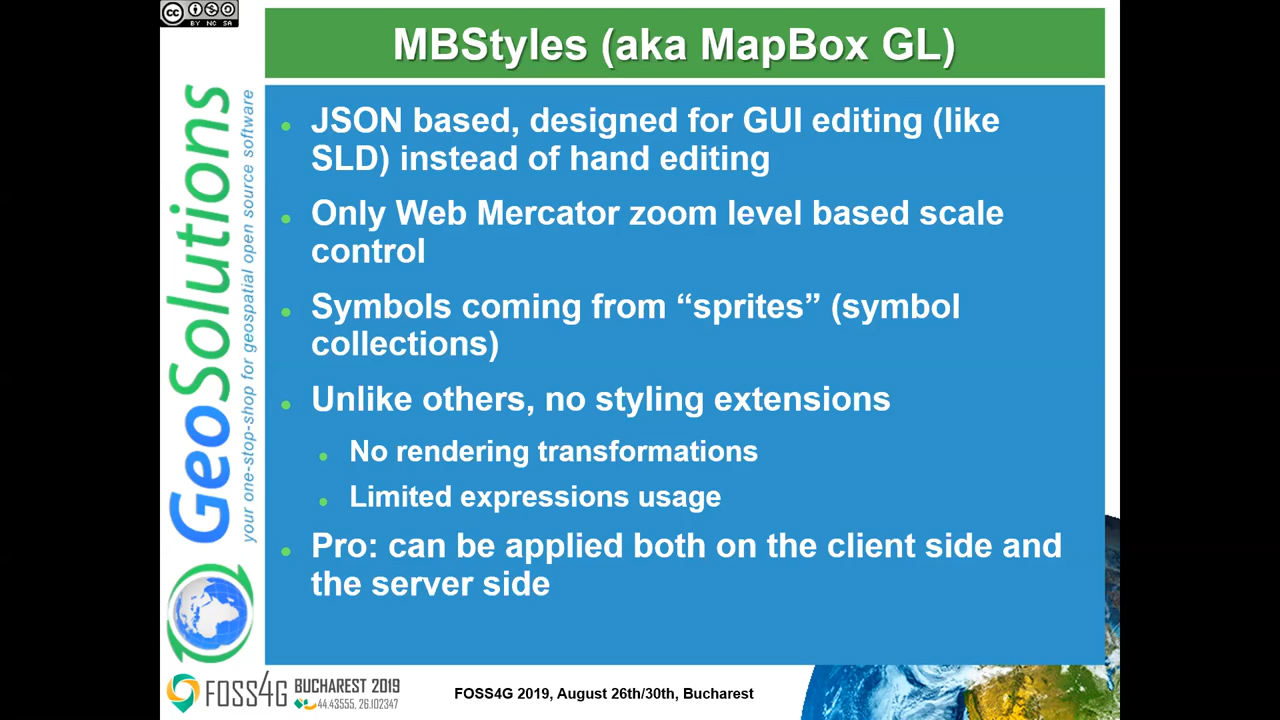 cc BY NC SA
MBStyles (aka MapBox GL)
GeoSolutions
your one-stop-shop for geospatial open source software
JSON based, designed for GUI editing (like
SLD) instead of hand editing
Only Web Mercator zoom level based scale
control
Symbols coming from “sprites” (symbol
collections)
Unlike others, no styling extensions
No rendering transformations
Limited expressions usage
Pro: can be applied both on the client side and
the server side
FOSS4G BUCHAREST 2019
44.43555, 26.102347
FOSS4G 2019, August 26th/30th, Bucharest